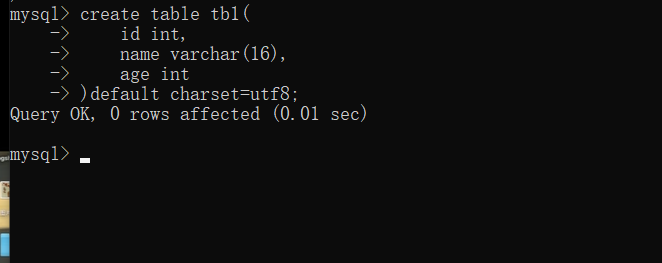 mysql> create table tb1(
    ->     id int,
    ->     name varchar(16),
    ->     age int
    -> )default charset=utf8;
Query OK, 0 rows affected (0.01 sec)
mysql>